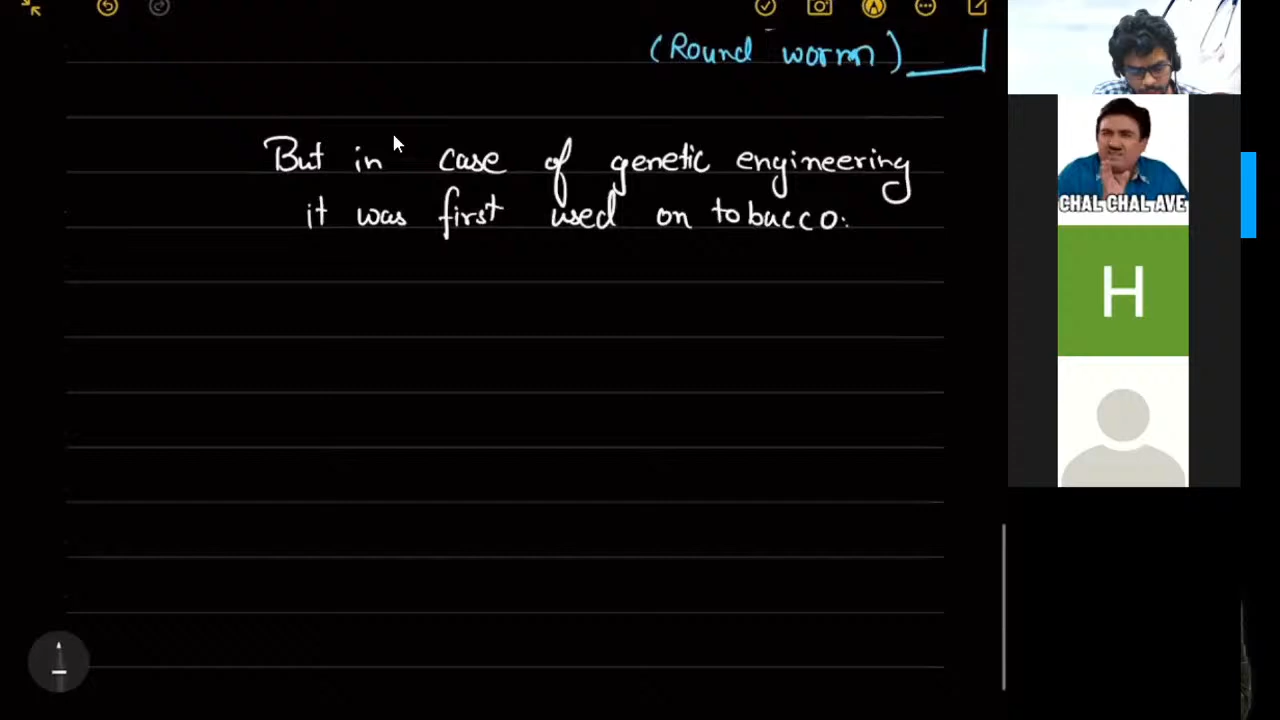 (Round worm)
But in case of genetic engineering
it was first used on tobacco.
CHAL CHAL AVE
H